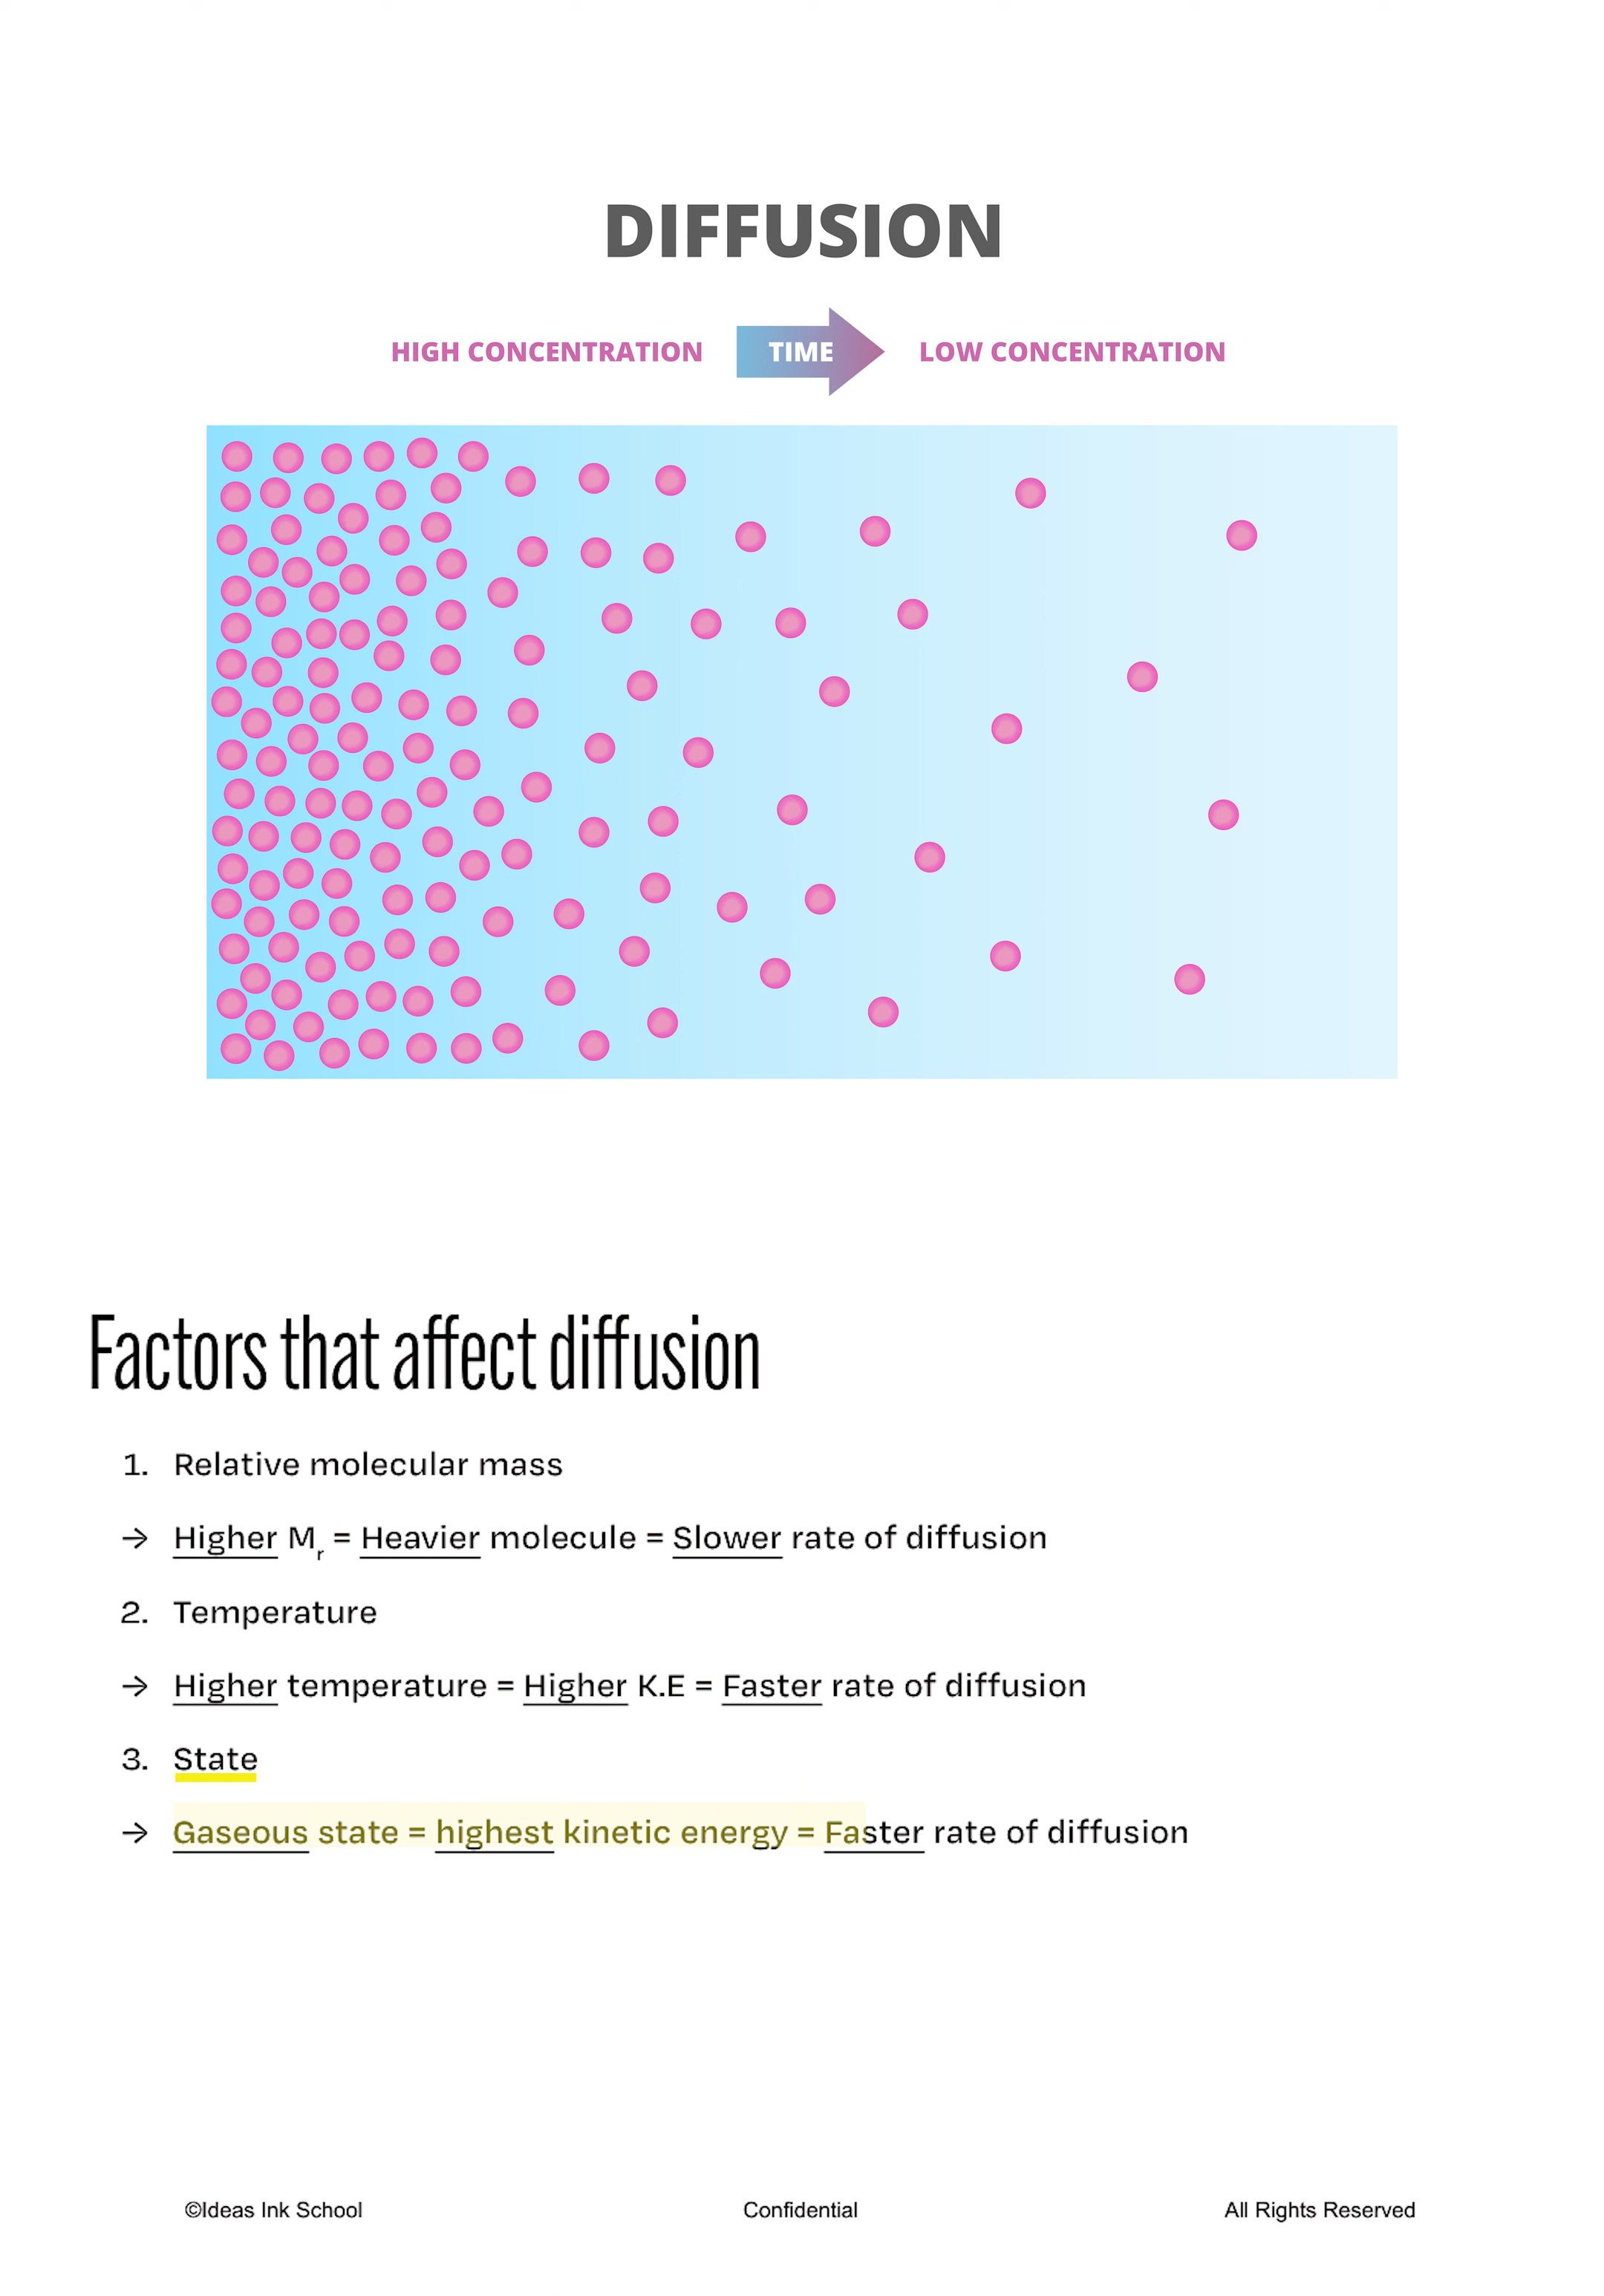 DIFFUSION
HIGH CONCENTRATION TIME LOW CONCENTRATION
Factors that affect diffusion
1. Relative molecular mass
→ Higher Mr = Heavier molecule = Slower rate of diffusion
2. Temperature
→ Higher temperature = Higher K.E = Faster rate of diffusion
3. State
→ Gaseous state = highest kinetic energy = Faster rate of diffusion
©Ideas Ink School Confidential All Rights Reserved